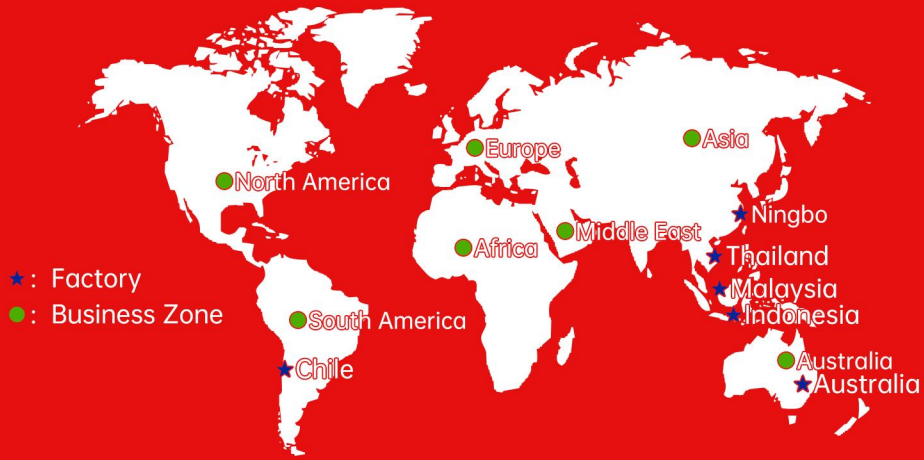 Europe
Asia
North America
Ningbo
Middle East
Africa
Thailand
: Factory
Malaysia
: Business Zone
South America
Indonesia
Australia
Chile
Australia